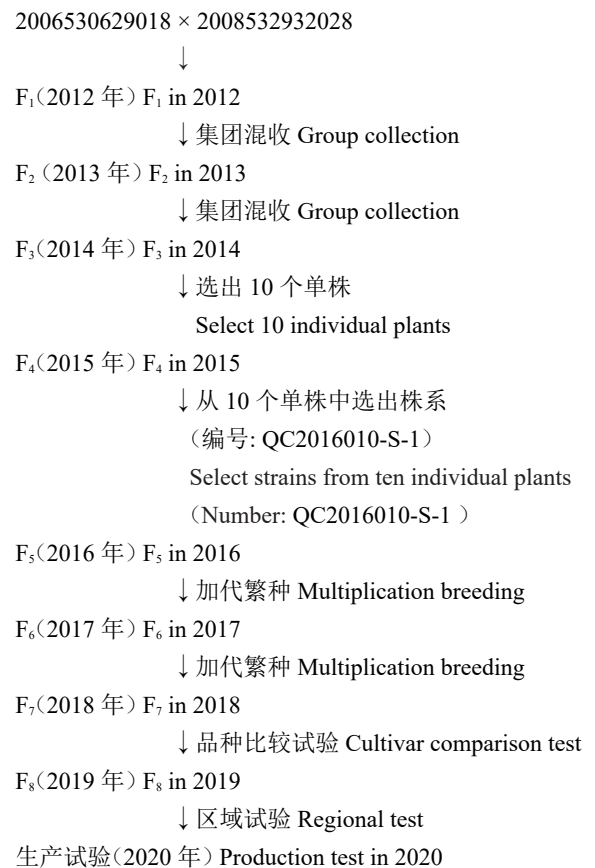 2006530629018 × 2008532932028
↓
F₁(2012 年) F₁ in 2012
↓集团混收 Group collection
F₂(2013 年) F₂ in 2013
↓集团混收 Group collection
F₃(2014 年) F₃ in 2014
↓选出 10 个单株
Select 10 individual plants
F₄(2015 年) F₄ in 2015
↓从 10 个单株中选出株系
(编号: QC2016010-S-1)
Select strains from ten individual plants
(Number: QC2016010-S-1 )
F₅(2016 年) F₅ in 2016
↓加代繁种 Multiplication breeding
F₆(2017 年) F₆ in 2017
↓加代繁种 Multiplication breeding
F₇(2018 年) F₇ in 2018
↓品种比较试验 Cultivar comparison test
F₈(2019 年) F₈ in 2019
↓区域试验 Regional test
生产试验(2020 年) Production test in 2020